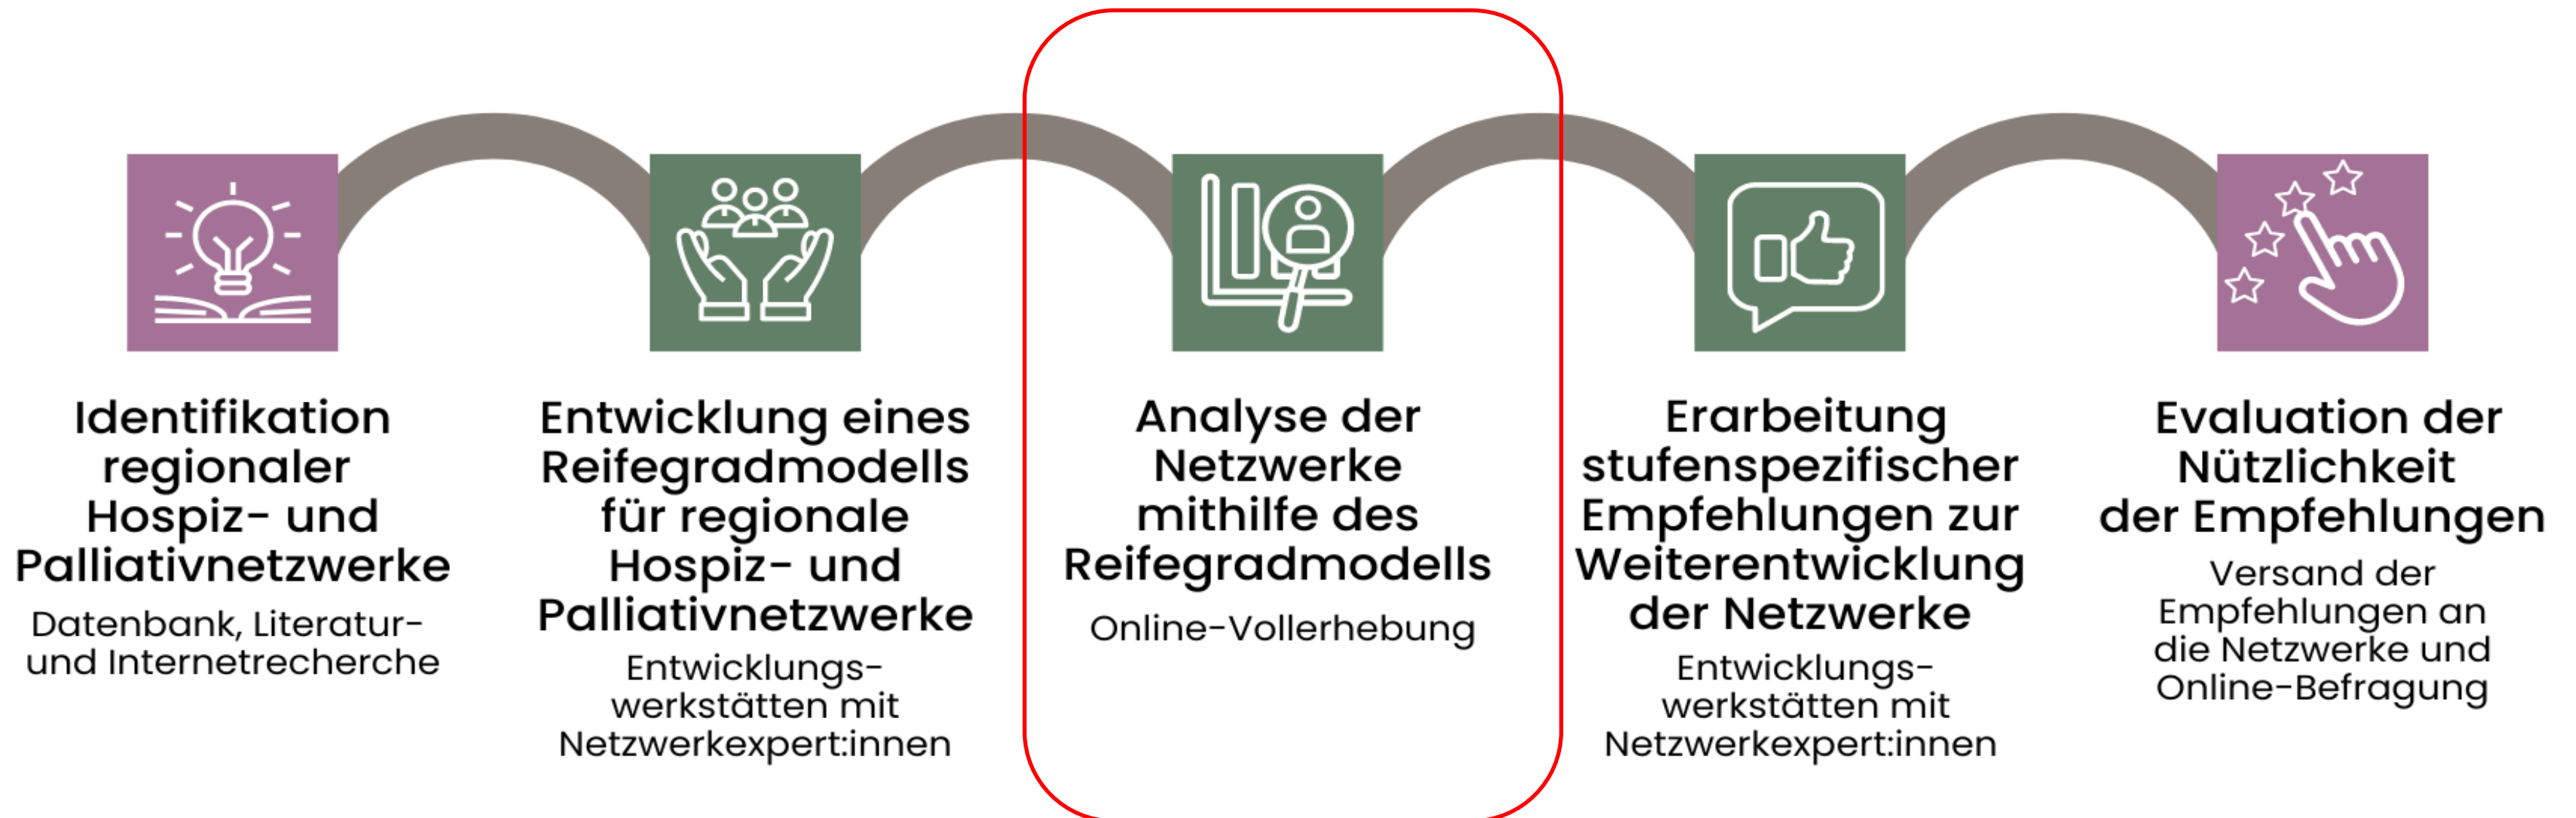 Identifikation
regionaler
Hospiz- und
Palliativnetzwerke
Datenbank, Literatur-
und Internetrecherche
Entwicklung eines
Reifegradmodells
für regionale
Hospiz- und
Palliativnetzwerke
Entwicklungs-
werkstätten mit
Netzwerkexpert:innen
Analyse der
Netzwerke
mithilfe des
Reifegradmodells
Online-Vollerhebung
Erarbeitung
stufenspezifischer
Empfehlungen zur
Weiterentwicklung
der Netzwerke
Entwicklungs-
werkstätten mit
Netzwerkexpert:innen
Evaluation der
Nützlichkeit
der Empfehlungen
Versand der
Empfehlungen an
die Netzwerke und
Online-Befragung